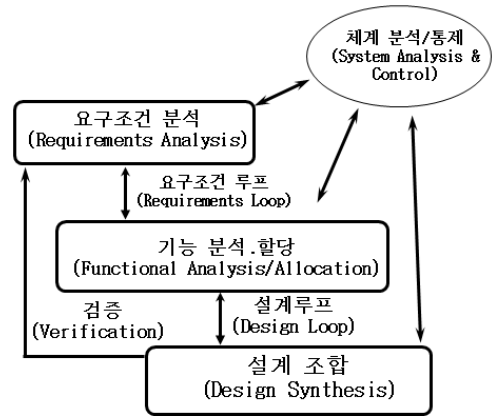 체계 분석/통제
(System Analysis &
Control)
요구조건 분석
(Requirements Analysis)
요구조건 루프
(Requirements Loop)
기능 분석.할당
(Functional Analysis/Allocation)
검증
(Verification)
설계루프
(Design Loop)
설계 조합
(Design Synthesis)